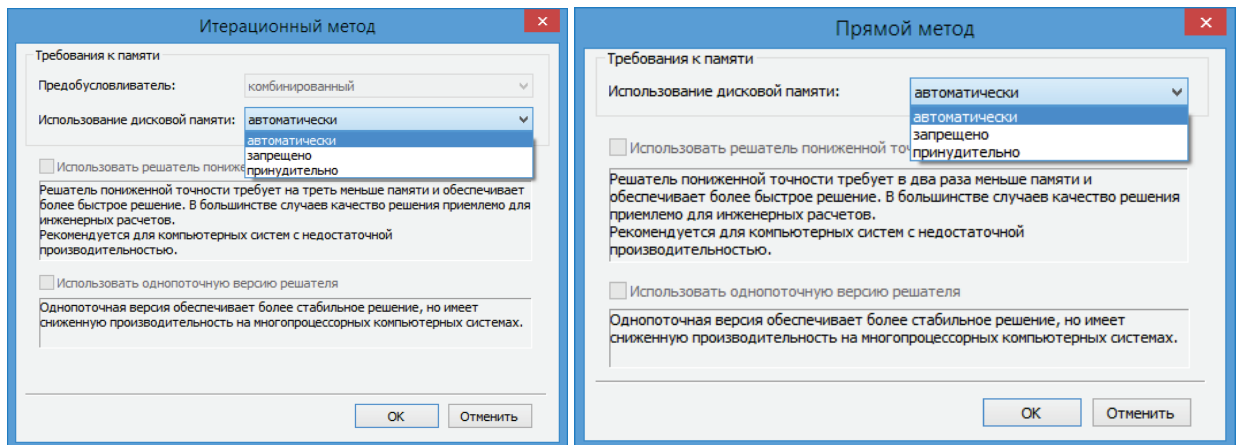 Итерационный метод
Требования к памяти
Предобусловливатель:
комбинированный
Использование дисковой памяти:
автоматически
автоматически
запрещено
принудительно
Использовать решатель пониже
Решатель пониженной точности требует на треть меньше памяти и обеспечивает
более быстрое решение. В большинстве случаев качество решения приемлемо для
инженерных расчетов.
Рекомендуется для компьютерных систем с недостаточной
производительностью.
Использовать однопоточную версию решателя
Однопоточная версия обеспечивает более стабильное решение, но имеет
сниженную производительность на многопроцессорных компьютерных системах.
OK
Отменить
Прямой метод
Требования к памяти
Использование дисковой памяти:
автоматически
автоматически
запрещено
принудительно
Использовать решатель пониженной точ
Решатель пониженной точности требует в два раза меньше памяти и
обеспечивает более быстрое решение. В большинстве случаев качество решения
приемлемо для инженерных расчетов.
Рекомендуется для компьютерных систем с недостаточной
производительностью.
Использовать однопоточную версию решателя
Однопоточная версия обеспечивает более стабильное решение, но имеет
сниженную производительность на многопроцессорных компьютерных системах.
OK
Отменить